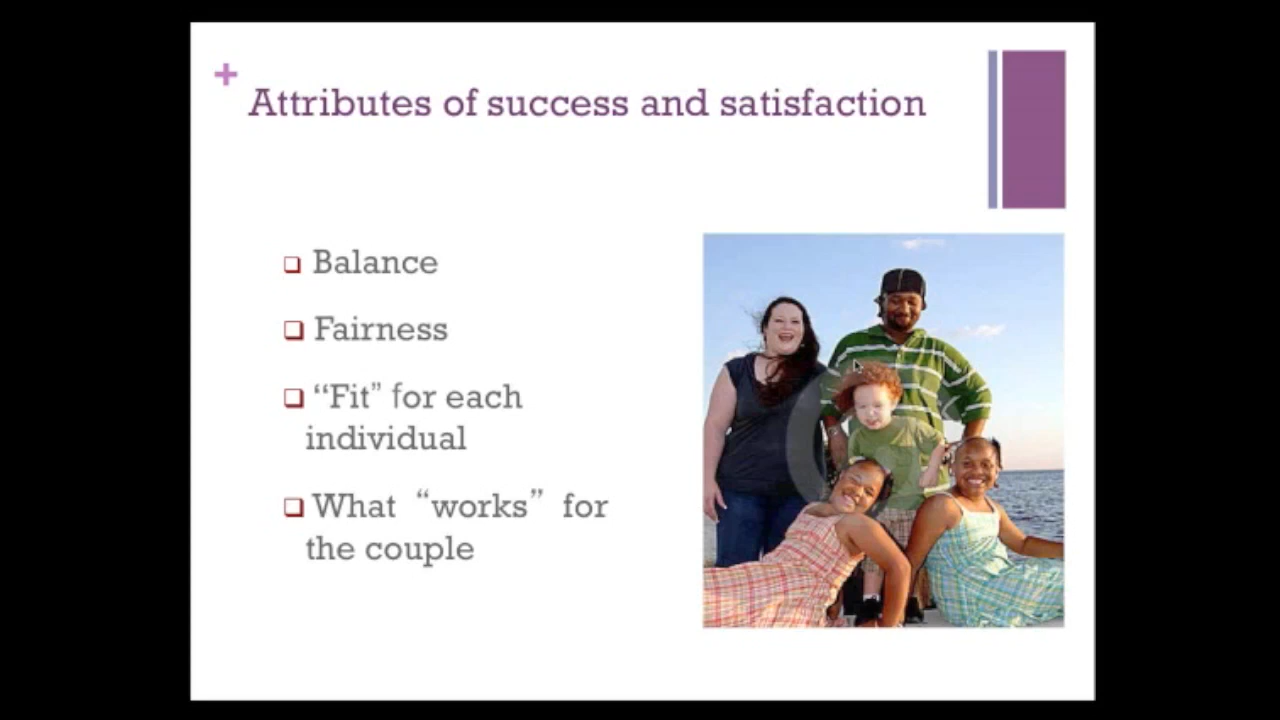 +
Attributes of success and satisfaction
Balance
Fairness
“Fit” for each
individual
What “works” for
the couple